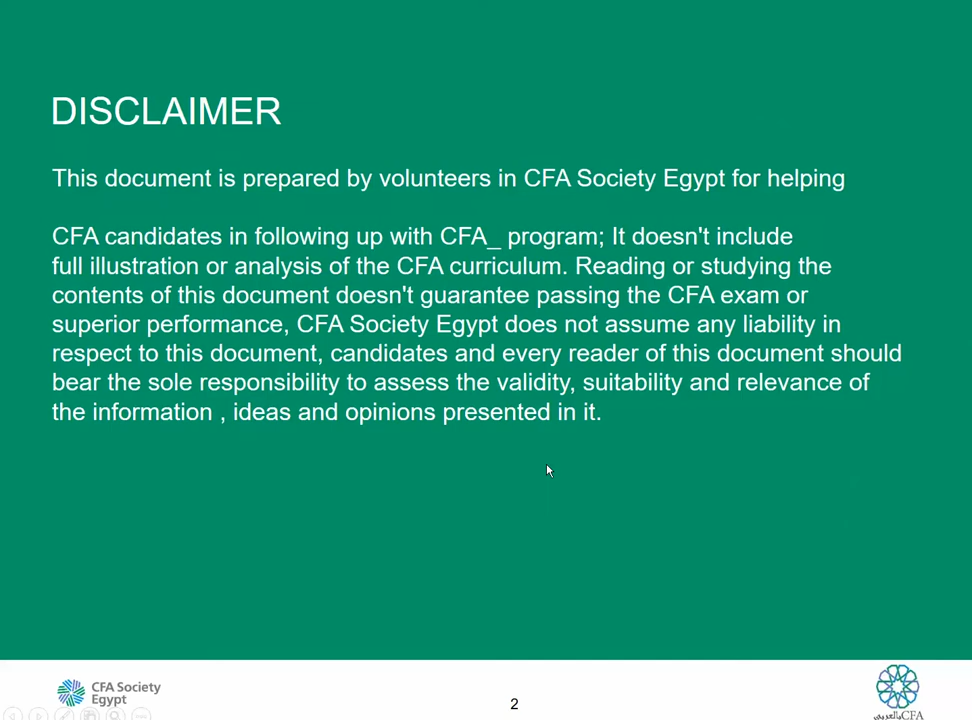 DISCLAIMER
This document is prepared by volunteers in CFA Society Egypt for helping
CFA candidates in following up with CFA_ program; It doesn't include
full illustration or analysis of the CFA curriculum. Reading or studying the
contents of this document doesn't guarantee passing the CFA exam or
superior performance, CFA Society Egypt does not assume any liability in
respect to this document, candidates and every reader of this document should
bear the sole responsibility to assess the validity, suitability and relevance of
the information , ideas and opinions presented in it.
CFA Society
Egypt
2
CFAبالعربي